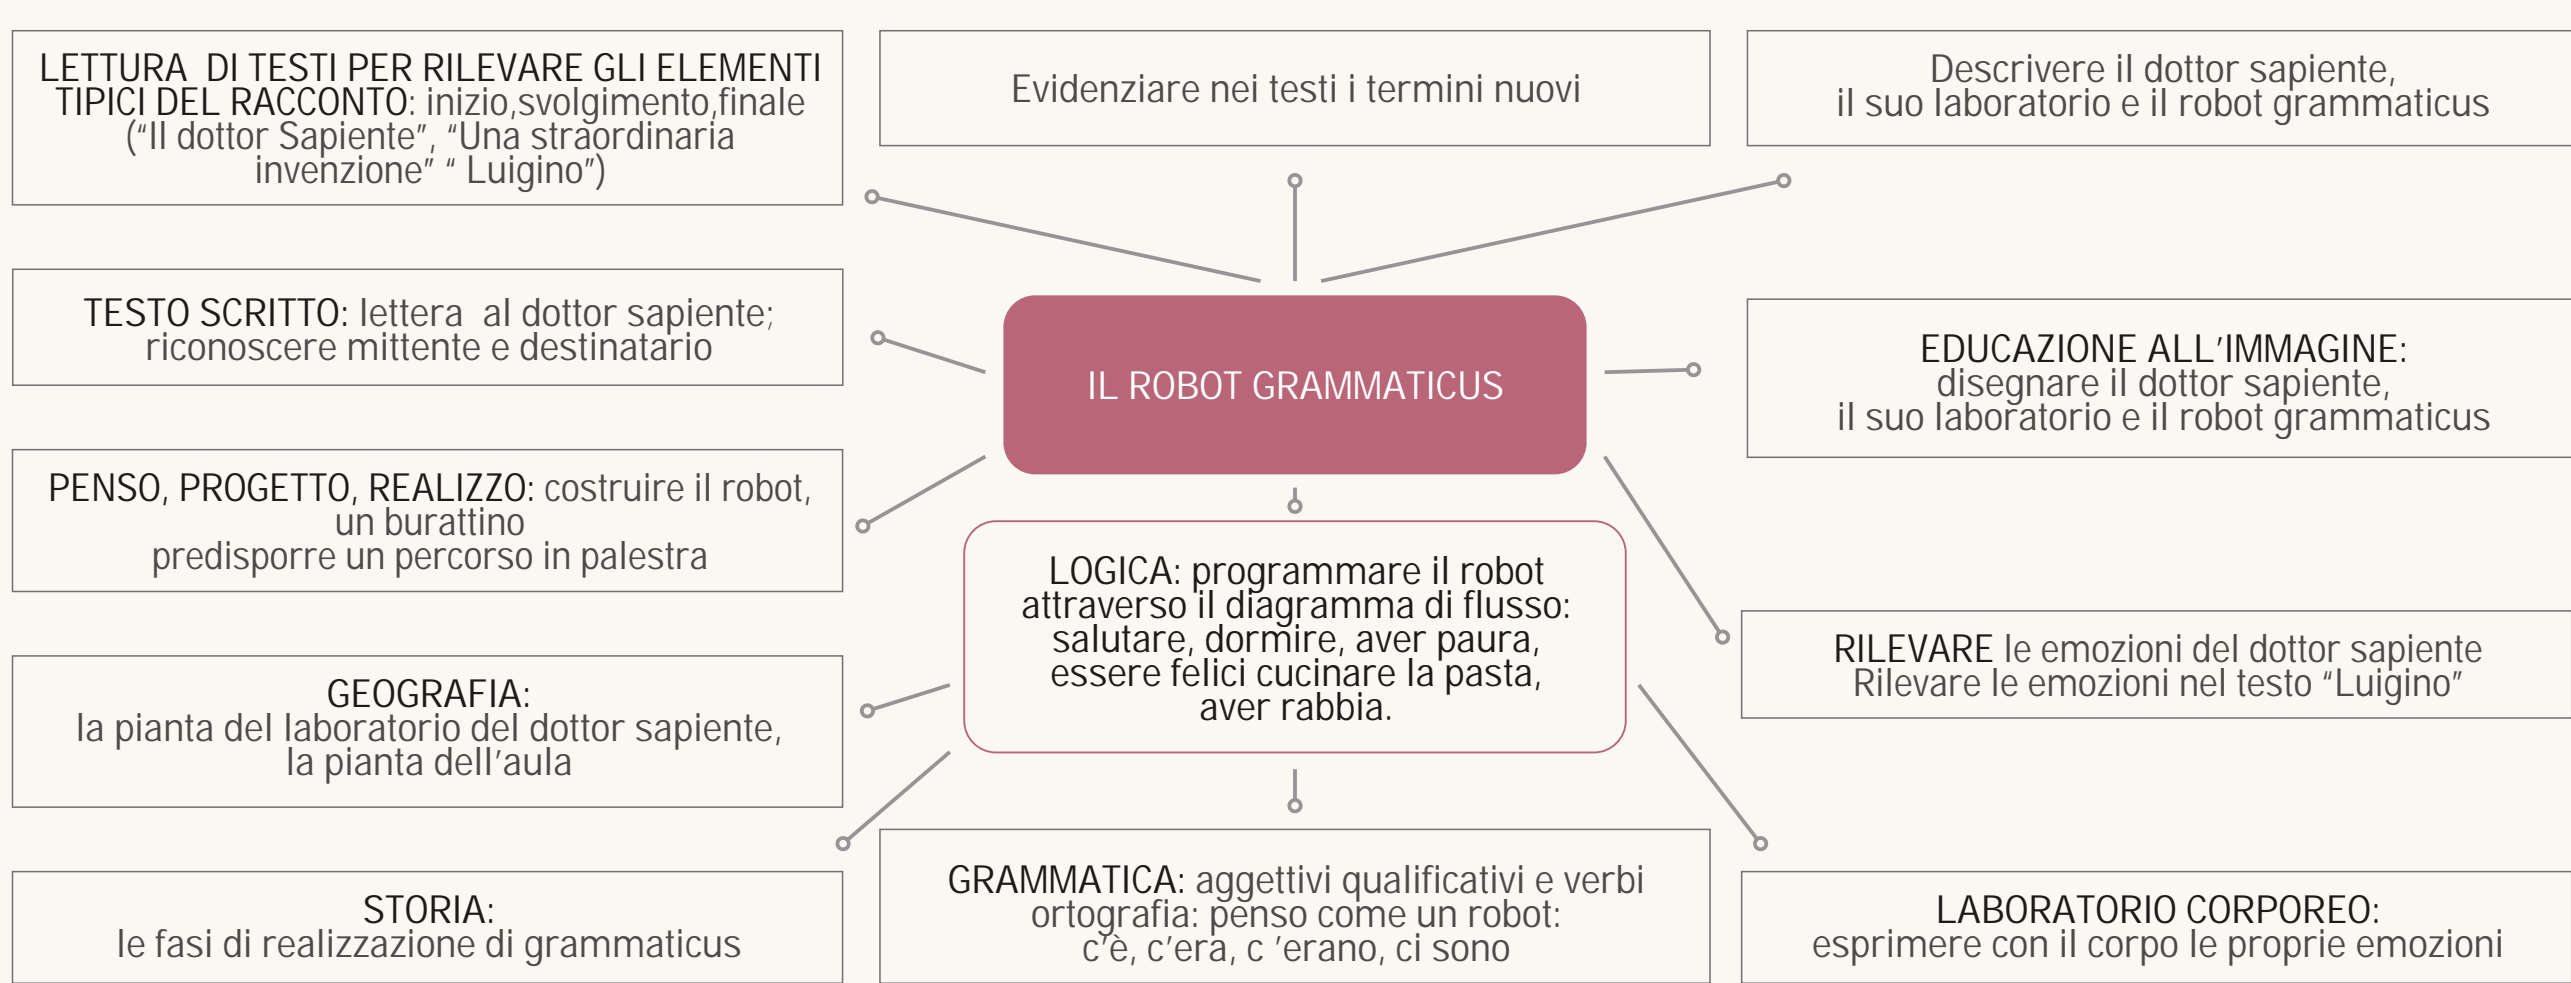 LETTURA  DI TESTI PER RILEVARE GLI ELEMENTI
TIPICI DEL RACCONTO: inizio,svolgimento,finale
(“Il dottor Sapiente”, “Una straordinaria
invenzione” “ Luigino”)
Evidenziare nei testi i termini nuovi
Descrivere il dottor sapiente,
il suo laboratorio e il robot grammaticus
TESTO SCRITTO: lettera  al dottor sapiente;
riconoscere mittente e destinatario
IL ROBOT GRAMMATICUS
EDUCAZIONE ALL’IMMAGINE:
disegnare il dottor sapiente,
il suo laboratorio e il robot grammaticus
PENSO, PROGETTO, REALIZZO: costruire il robot,
un burattino
predisporre un percorso in palestra
LOGICA: programmare il robot
attraverso il diagramma di flusso:
salutare, dormire, aver paura,
essere felici cucinare la pasta,
aver rabbia.
RILEVARE le emozioni del dottor sapiente
Rilevare le emozioni nel testo “Luigino”
GEOGRAFIA:
la pianta del laboratorio del dottor sapiente,
la pianta dell’aula
STORIA:
le fasi di realizzazione di grammaticus
GRAMMATICA: aggettivi qualificativi e verbi
ortografia: penso come un robot:
c’è, c’era, c ’erano, ci sono
LABORATORIO CORPOREO:
esprimere con il corpo le proprie emozioni